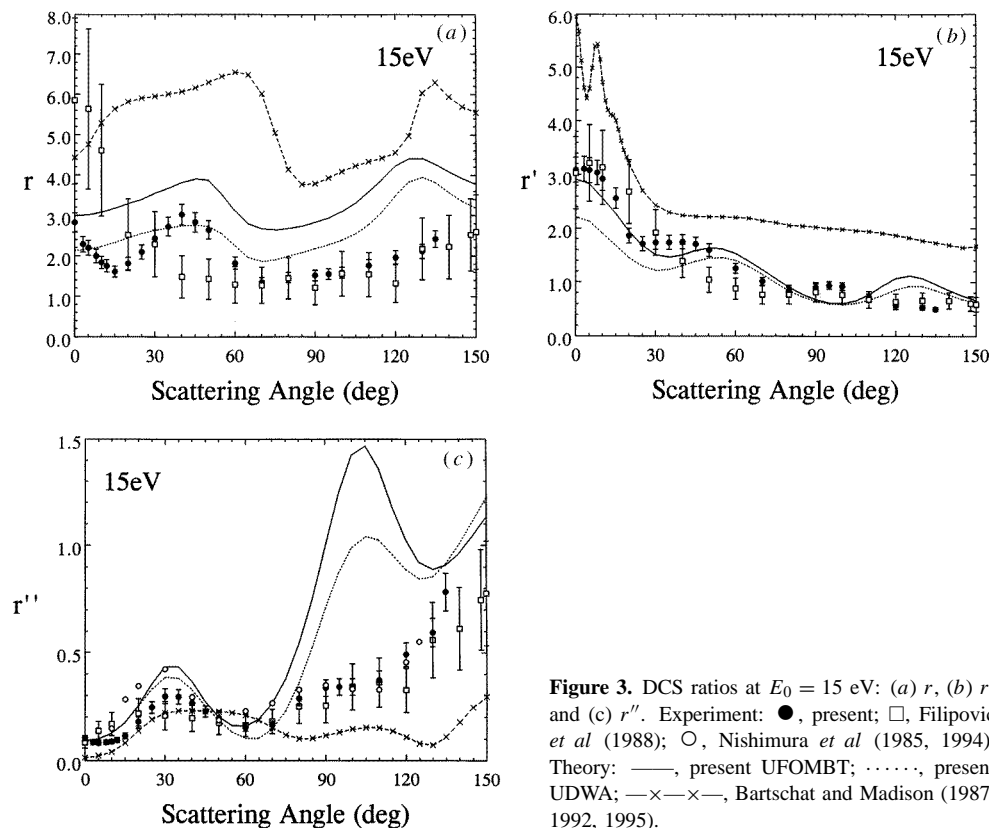 (a)
15eV
8.0
7.0
6.0
5.0
4.0
3.0
2.0
1.0
0.0
r
0 30 60 90 120 150
Scattering Angle (deg)
(b)
15eV
6.0
5.0
4.0
3.0
2.0
1.0
0.0
r'
0 30 60 90 120 150
Scattering Angle (deg)
(c)
15eV
1.5
1.0
0.5
0.0
r''
0 30 60 90 120 150
Scattering Angle (deg)
Figure 3. DCS ratios at E₀ = 15 eV: (a) r, (b) r
and (c) r″. Experiment: ●, present; □, Filipovic
et al (1988); ○, Nishimura et al (1985, 1994)
Theory: ——, present UFOMBT; ······, presen
UDWA; —×—×—, Bartschat and Madison (1987
1992, 1995).